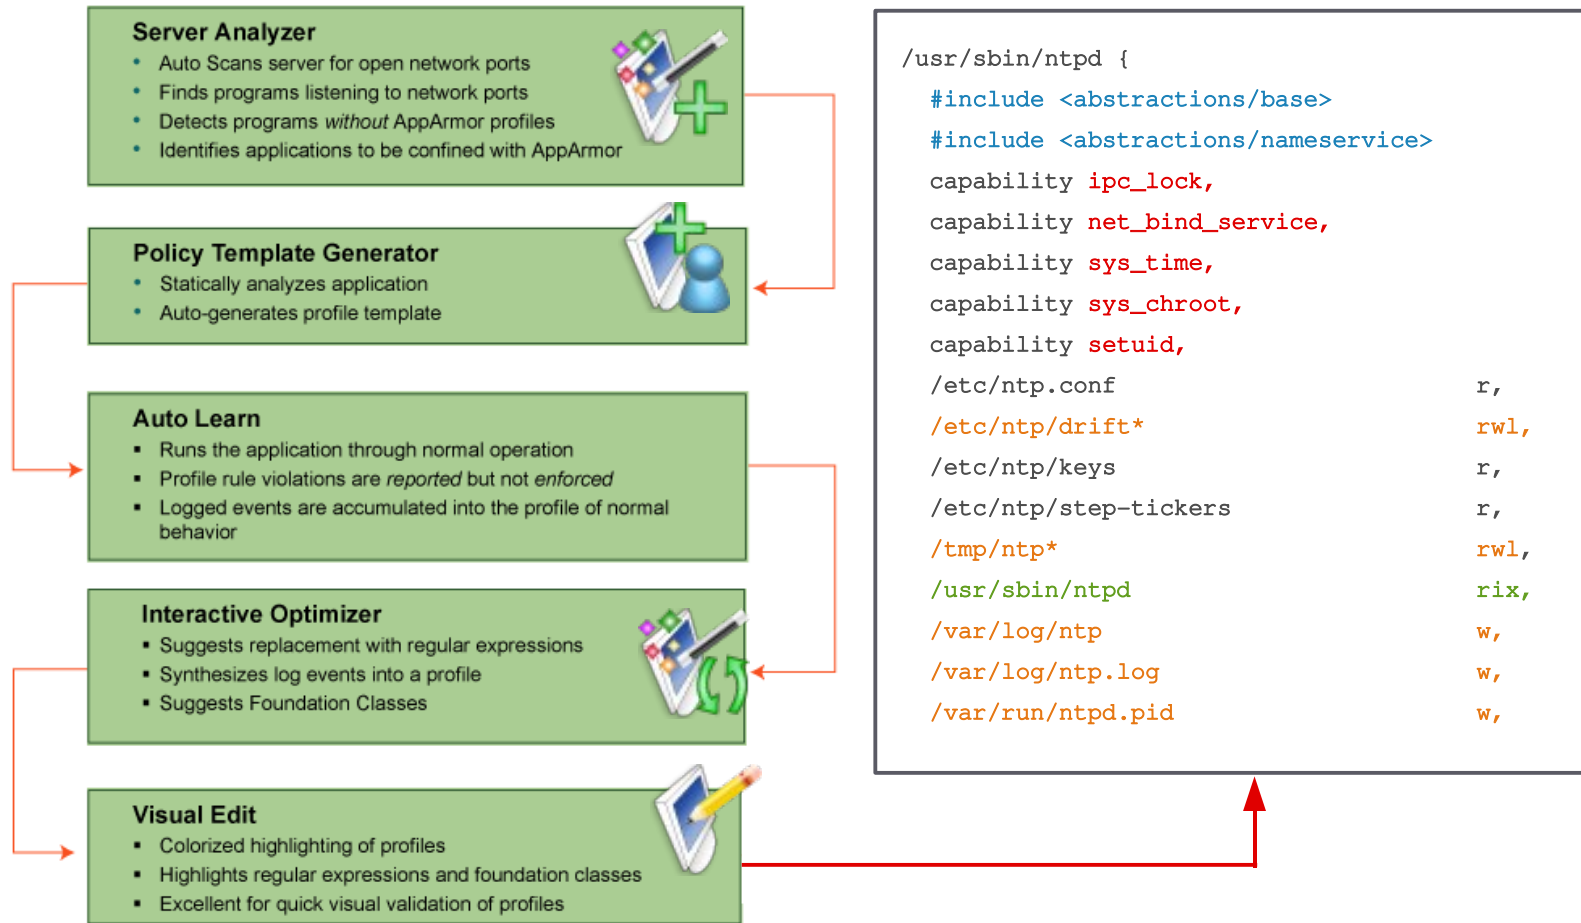 Server Analyzer
• Auto Scans server for open network ports
• Finds programs listening to network ports
• Detects programs without AppArmor profiles
• Identifies applications to be confined with AppArmor
Policy Template Generator
• Statically analyzes application
• Auto-generates profile template
Auto Learn
▪ Runs the application through normal operation
▪ Profile rule violations are reported but not enforced
▪ Logged events are accumulated into the profile of normal
behavior
Interactive Optimizer
▪ Suggests replacement with regular expressions
▪ Synthesizes log events into a profile
▪ Suggests Foundation Classes
Visual Edit
▪ Colorized highlighting of profiles
▪ Highlights regular expressions and foundation classes
▪ Excellent for quick visual validation of profiles
/usr/sbin/ntpd {
#include <abstractions/base>
#include <abstractions/nameservice>
capability ipc_lock,
capability net_bind_service,
capability sys_time,
capability sys_chroot,
capability setuid,
/etc/ntp.conf r,
/etc/ntp/drift* rwl,
/etc/ntp/keys r,
/etc/ntp/step-tickers r,
/tmp/ntp* rwl,
/usr/sbin/ntpd rix,
/var/log/ntp w,
/var/log/ntp.log w,
/var/run/ntpd.pid w,